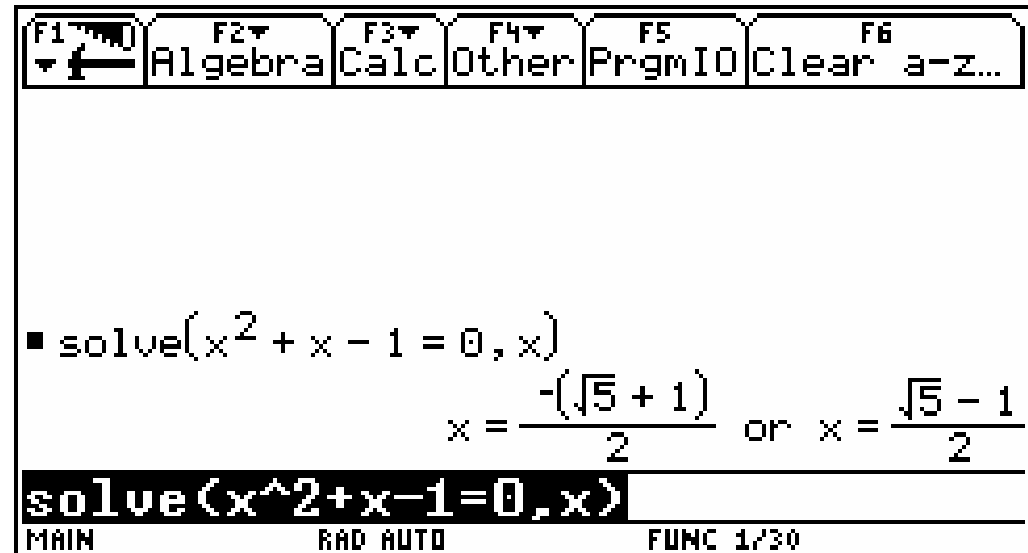 F1 F2 F3 F4 F5 F6
Algebra Calc Other PrgmIO Clear a-z…
solve(x² + x - 1 = 0, x)
x = -(√5 + 1)/2 or x = (√5 - 1)/2
solve(x^2+x-1=0,x)
MAIN RAD AUTO FUNC 1/30